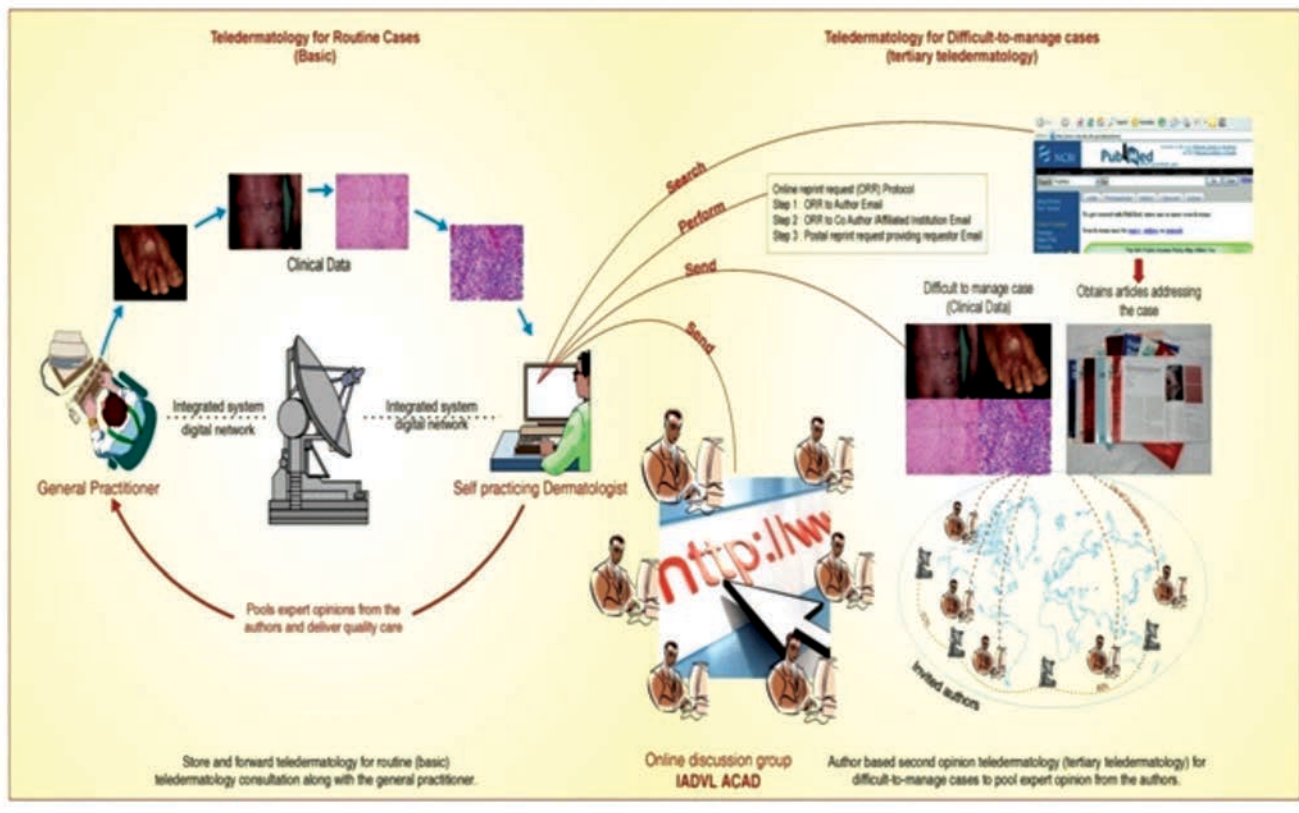 Teledermatology for Routine Cases
(Basic)
Teledermatology for Difficult-to-manage cases
(tertiary teledermatology)
Search
Perform
Send
Send
Online reprint request (ORR) Protocol
Step 1 : ORR to Author Email
Step 2 : ORR to Co Author /Affiliated Institution Email
Step 3 : Postal reprint request providing requestor Email
NCBI
PubMed
Clinical Data
Difficult to manage case
(Clinical Data)
Obtains articles addressing
the case
Integrated system
digital network
Integrated system
digital network
General Practitioner
Self practicing Dermatologist
http://ww
Pools expert opinions from the
authors and deliver quality care
Invited authors
Store and forward teledermatology for routine (basic)
teledermatology consultation along with the general practitioner.
Online discussion group
IADVL ACAD
Author based second opinion teledermatology (tertiary teledermatology) for
difficult-to-manage cases to pool expert opinion from the authors.